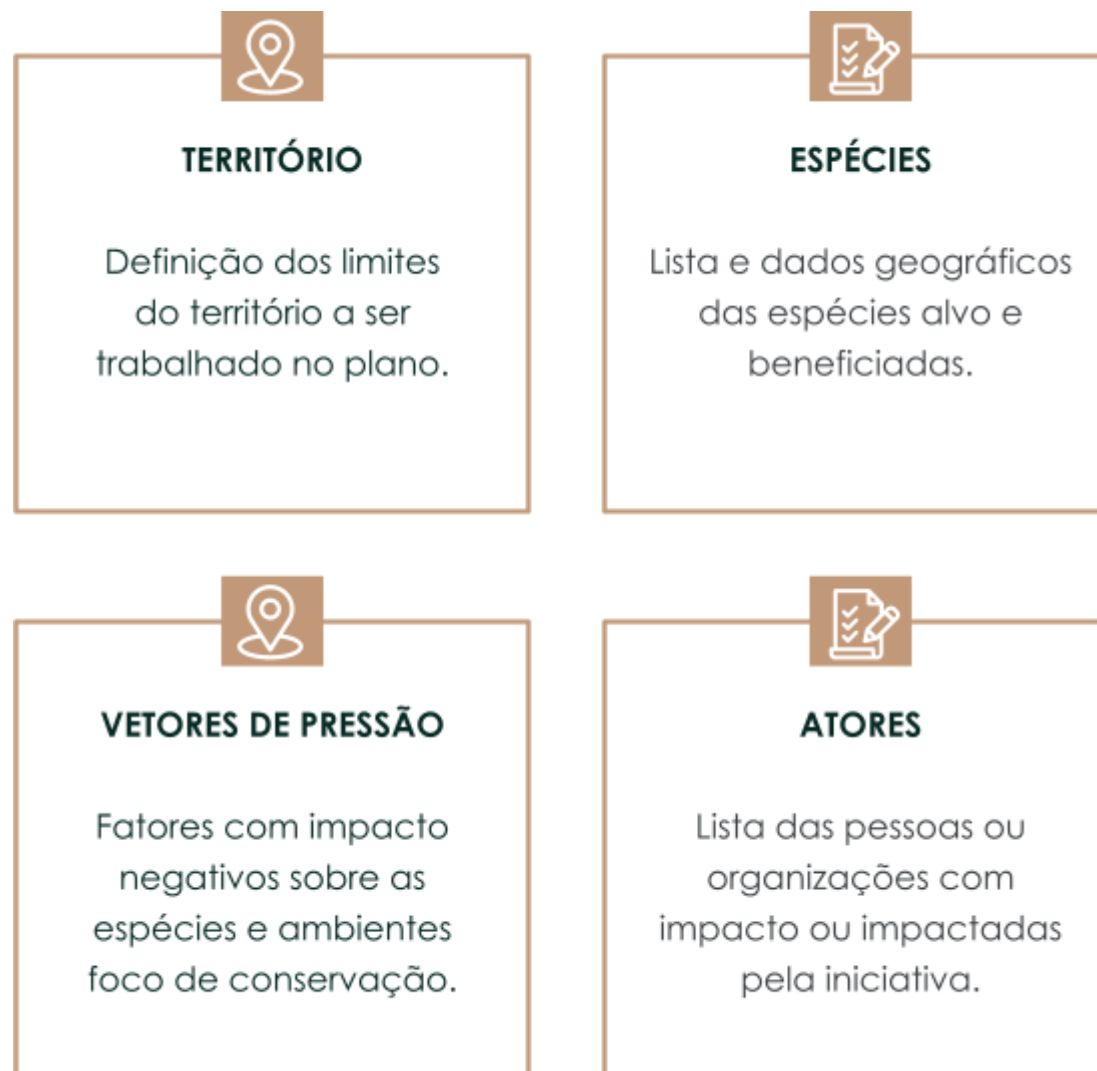 TERRITÓRIO
Definição dos limites
do território a ser
trabalhado no plano.
ESPÉCIES
Lista e dados geográficos
das espécies alvo e
beneficiadas.
VETORES DE PRESSÃO
Fatores com impacto
negativos sobre as
espécies e ambientes
foco de conservação.
ATORES
Lista das pessoas ou
organizações com
impacto ou impactadas
pela iniciativa.